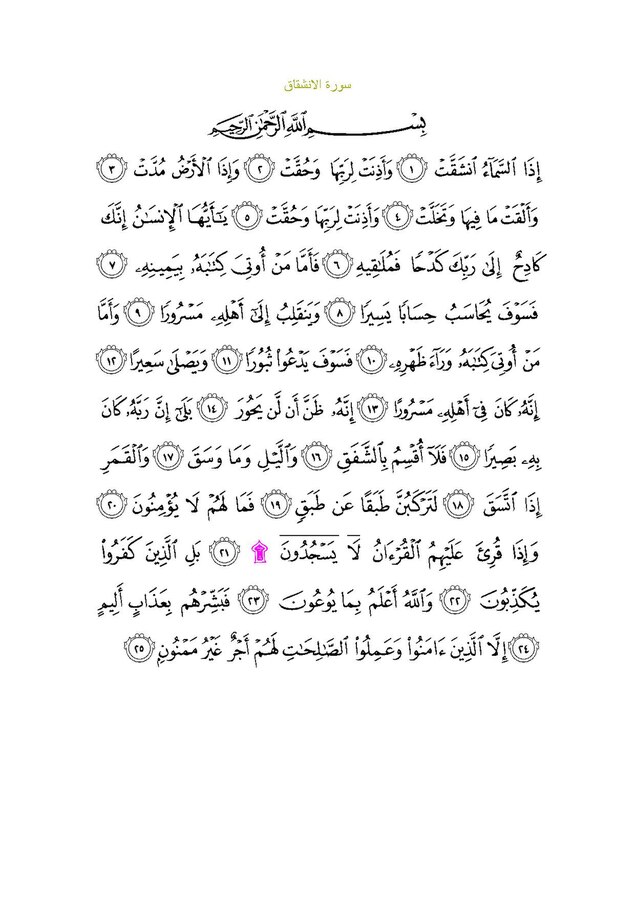 سورة الانشقاق
بِسْمِ ٱللَّهِ ٱلرَّحْمَٰنِ ٱلرَّحِيمِ
إِذَا ٱلسَّمَآءُ ٱنشَقَّتْ ١ وَأَذِنَتْ لِرَبِّهَا وَحُقَّتْ ٢ وَإِذَا ٱلْأَرْضُ مُدَّتْ ٣
وَأَلْقَتْ مَا فِيهَا وَتَخَلَّتْ ٤ وَأَذِنَتْ لِرَبِّهَا وَحُقَّتْ ٥ يَٰٓأَيُّهَا ٱلْإِنسَٰنُ إِنَّكَ
كَادِحٌ إِلَىٰ رَبِّكَ كَدْحًا فَمُلَٰقِيهِ ٦ فَأَمَّا مَنْ أُوتِىَ كِتَٰبَهُۥ بِيَمِينِهِۦ ٧
فَسَوْفَ يُحَاسَبُ حِسَابًا يَسِيرًا ٨ وَيَنقَلِبُ إِلَىٰٓ أَهْلِهِۦ مَسْرُورًا ٩ وَأَمَّا
مَنْ أُوتِىَ كِتَٰبَهُۥ وَرَآءَ ظَهْرِهِۦ ١٠ فَسَوْفَ يَدْعُوا۟ ثُبُورًا ١١ وَيَصْلَىٰ سَعِيرًا ١٢
إِنَّهُۥ كَانَ فِىٓ أَهْلِهِۦ مَسْرُورًا ١٣ إِنَّهُۥ ظَنَّ أَن لَّن يَحُورَ ١٤ بَلَىٰٓ إِنَّ رَبَّهُۥ كَانَ
بِهِۦ بَصِيرًا ١٥ فَلَآ أُقْسِمُ بِٱلشَّفَقِ ١٦ وَٱلَّيْلِ وَمَا وَسَقَ ١٧ وَٱلْقَمَرِ
إِذَا ٱتَّسَقَ ١٨ لَتَرْكَبُنَّ طَبَقًا عَن طَبَقٍ ١٩ فَمَا لَهُمْ لَا يُؤْمِنُونَ ٢٠
وَإِذَا قُرِئَ عَلَيْهِمُ ٱلْقُرْءَانُ لَا يَسْجُدُونَ ۩ ٢١ بَلِ ٱلَّذِينَ كَفَرُوا۟
يُكَذِّبُونَ ٢٢ وَٱللَّهُ أَعْلَمُ بِمَا يُوعُونَ ٢٣ فَبَشِّرْهُم بِعَذَابٍ أَلِيمٍ
٢٤ إِلَّا ٱلَّذِينَ ءَامَنُوا۟ وَعَمِلُوا۟ ٱلصَّٰلِحَٰتِ لَهُمْ أَجْرٌ غَيْرُ مَمْنُونٍۭ ٢٥